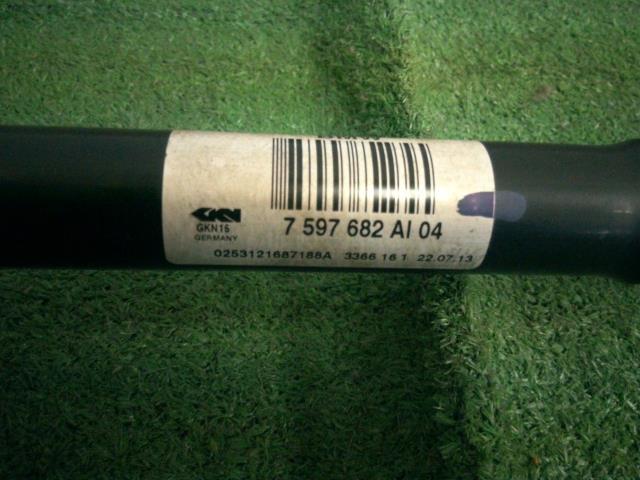 GKN
GKN16
GERMANY
7 597 682 AI 04
0253121687188A 3366 16 1 22.07.13